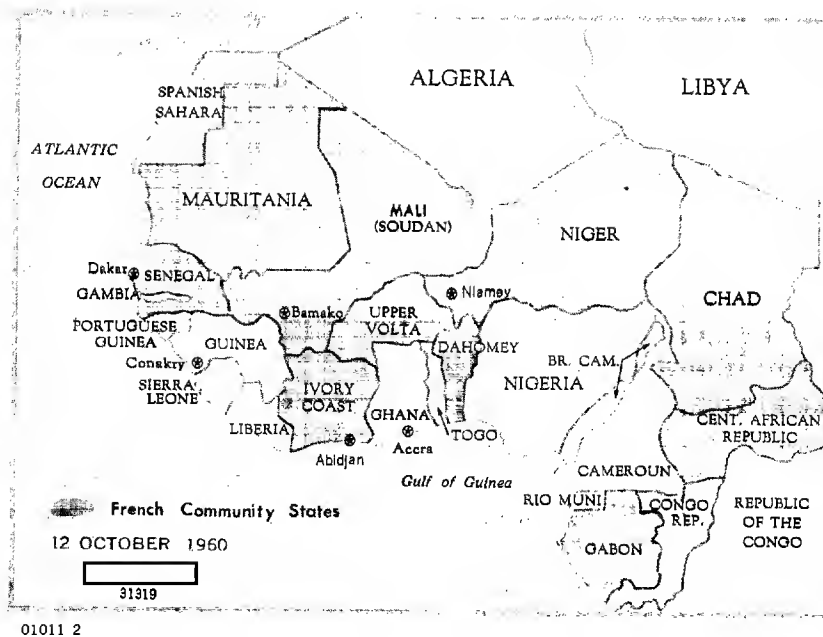 ALGERIA
LIBYA
SPANISH
SAHARA
ATLANTIC
OCEAN
MAURITANIA
MALI
(SOUDAN)
NIGER
CHAD
Dakar
SENEGAL
GAMBIA
PORTUGUESE
GUINEA
GUINEA
Bamako
UPPER
VOLTA
Niamey
DAHOMEY
BR. CAM.
NIGERIA
Conakry
SIERRA
LEONE
IVORY
COAST
GHANA
LIBERIA
Abidjan
Accra
TOGO
CENT. AFRICAN
REPUBLIC
Gulf of Guinea
CAMEROUN
RIO MUNI
CONGO
REP.
GABON
REPUBLIC
OF THE
CONGO
French Community States
12 OCTOBER 1960
31319
01011 2